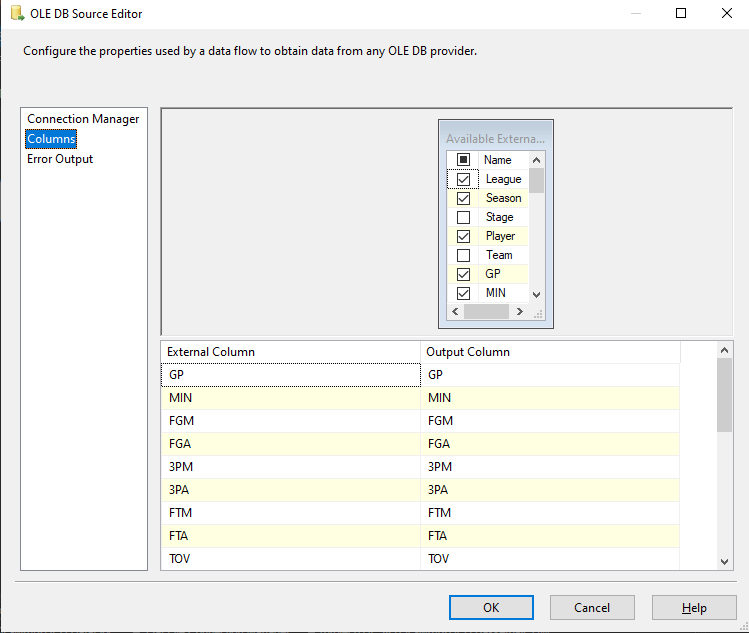 OLE DB Source Editor
Configure the properties used by a data flow to obtain data from any OLE DB provider.
Connection Manager
Columns
Error Output
Available Externa...
Name
League
Season
Stage
Player
Team
GP
MIN
External Column Output Column
GP GP
MIN MIN
FGM FGM
FGA FGA
3PM 3PM
3PA 3PA
FTM FTM
FTA FTA
TOV TOV
OK Cancel Help